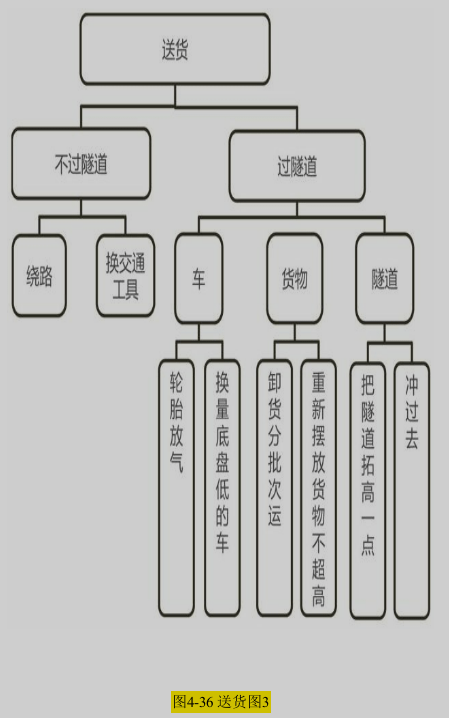 送货
不过隧道
过隧道
绕路
换交通
工具
车
货物
隧道
轮胎放气
换量底盘低的车
卸货分批次运
重新摆放货物不超高
把隧道拓高一点
冲过去
图4-36 送货图3